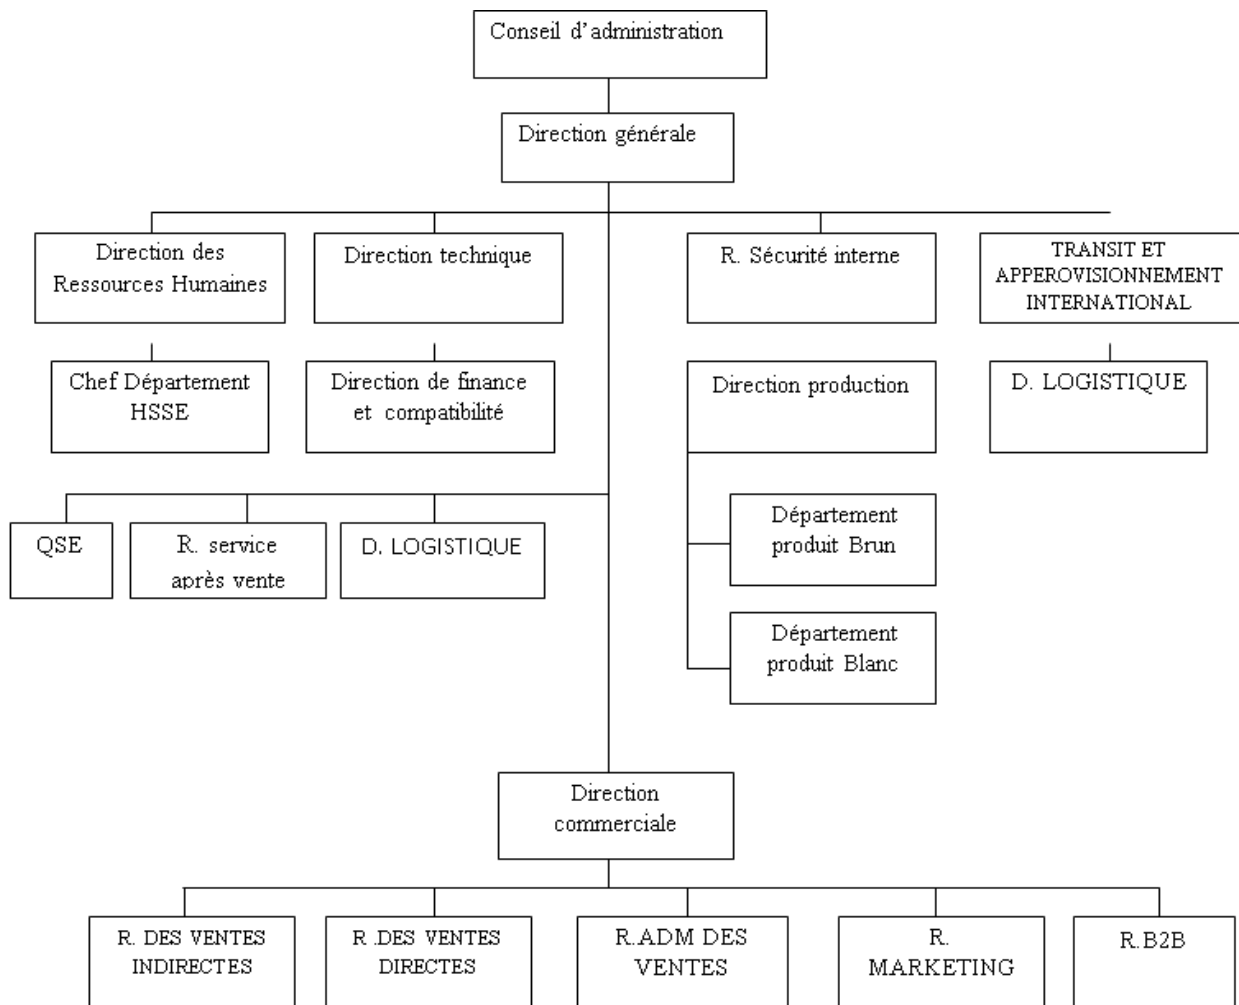 Conseil d'administration
Direction générale
Direction des
Ressources Humaines
Direction technique
R. Sécurité interne
TRANSIT ET
APPEROVISIONNEMENT
INTERNATIONAL
Chef Département
HSSE
Direction de finance
et compatibilité
Direction production
D. LOGISTIQUE
QSE
R. service
après vente
D. LOGISTIQUE
Département
produit Brun
Département
produit Blanc
Direction
commerciale
R. DES VENTES
INDIRECTES
R .DES VENTES
DIRECTES
R.ADM DES
VENTES
R.
MARKETING
R.B2B